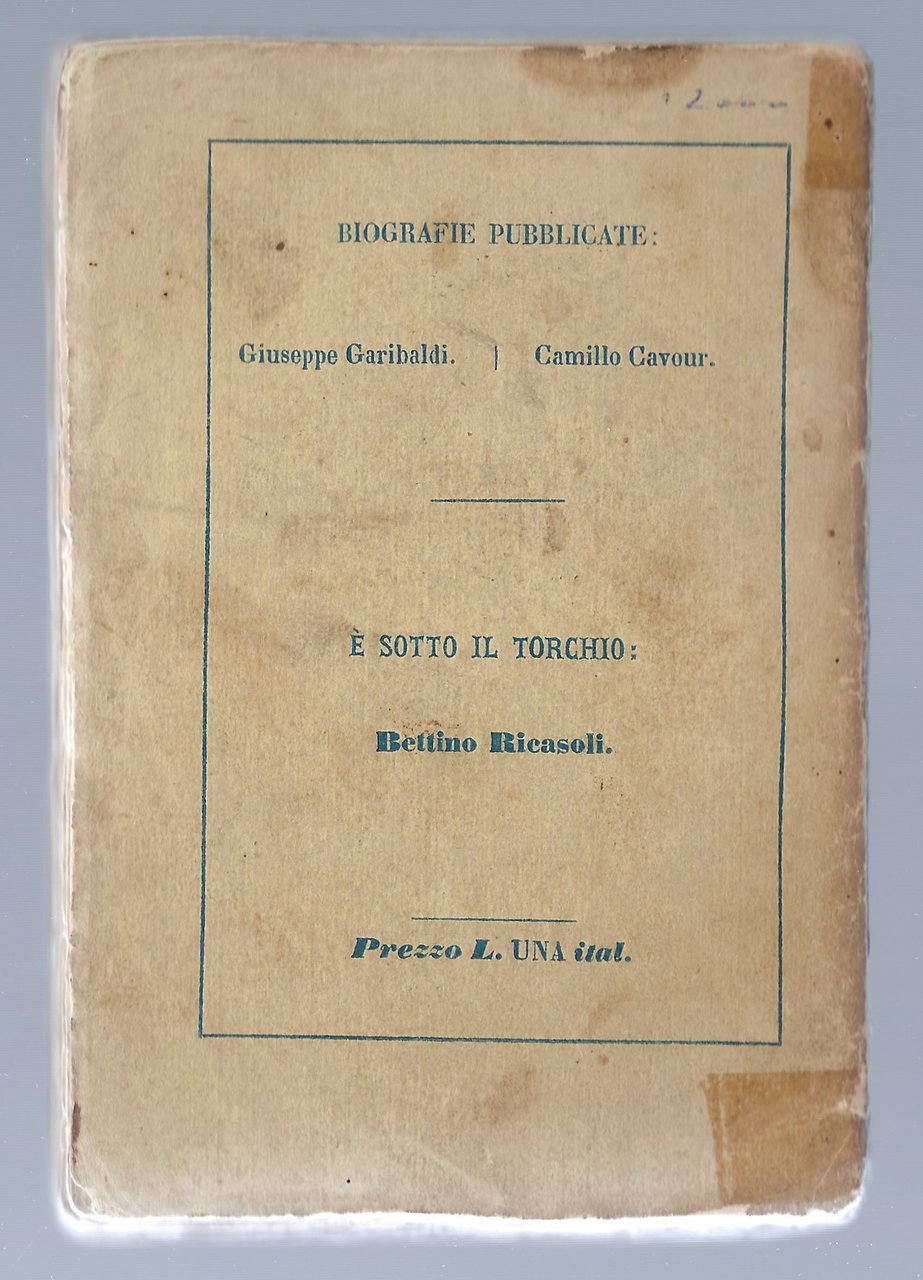 BIOGRAFIE PUBBLICATE:
Giuseppe Garibaldi. | Camillo Cavour.
È SOTTO IL TORCHIO:
Bettino Ricasoli.
Prezzo L. UNA ital.